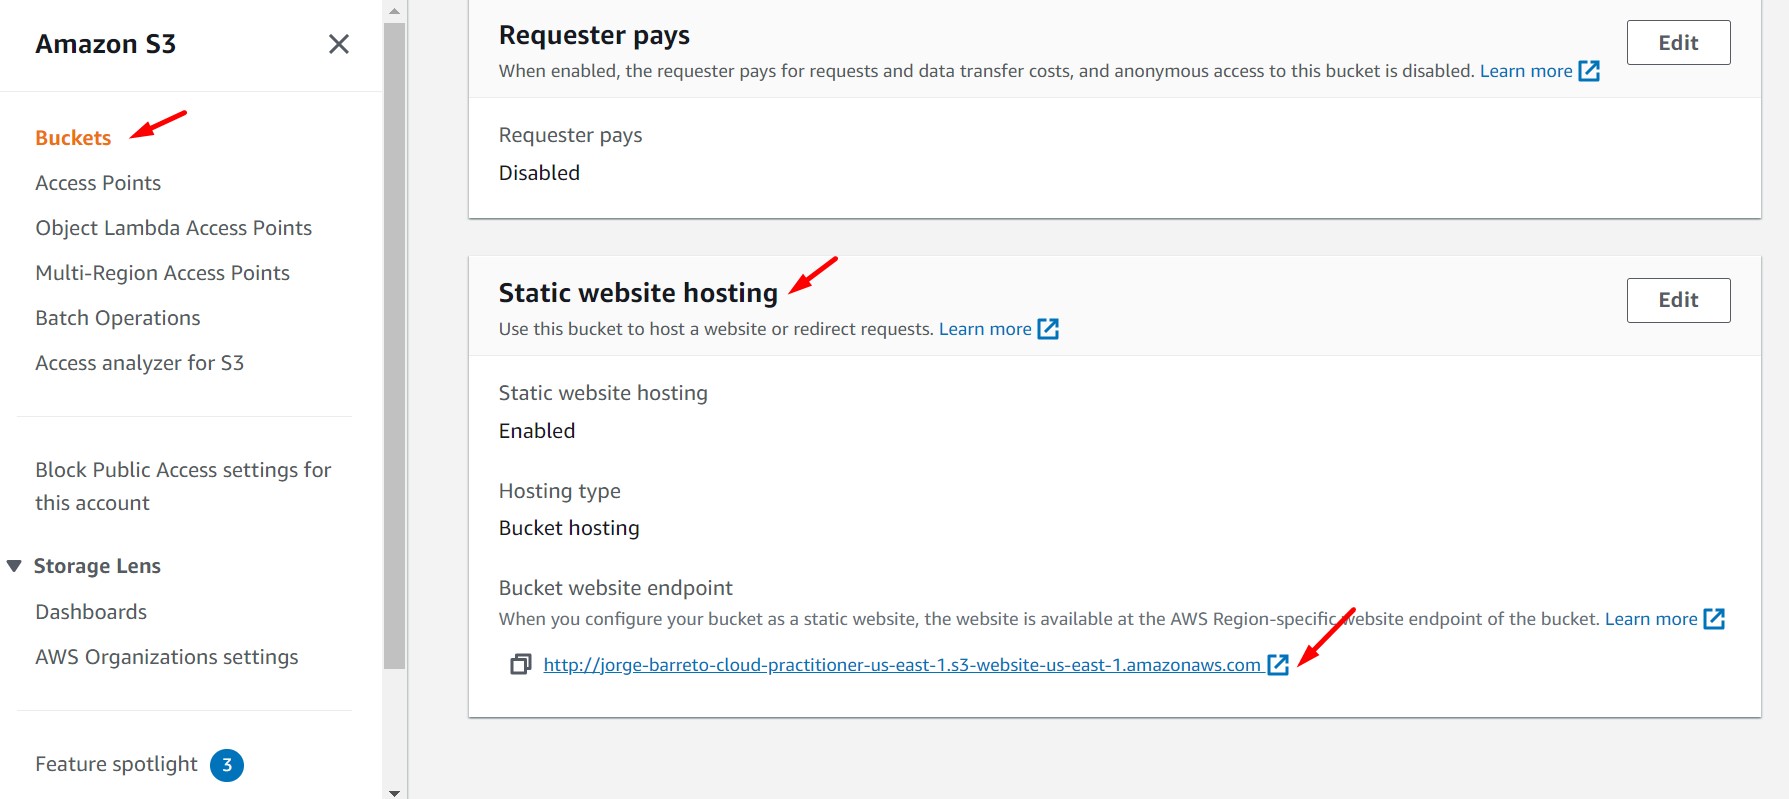 Amazon S3
Buckets
Access Points
Object Lambda Access Points
Multi-Region Access Points
Batch Operations
Access analyzer for S3
Block Public Access settings for
this account
Storage Lens
Dashboards
AWS Organizations settings
Feature spotlight 3
Requester pays
Edit
When enabled, the requester pays for requests and data transfer costs, and anonymous access to this bucket is disabled. Learn more
Requester pays
Disabled
Static website hosting
Edit
Use this bucket to host a website or redirect requests. Learn more
Static website hosting
Enabled
Hosting type
Bucket hosting
Bucket website endpoint
When you configure your bucket as a static website, the website is available at the AWS Region-specific website endpoint of the bucket. Learn more
http://jorge-barreto-cloud-practitioner-us-east-1.s3-website-us-east-1.amazonaws.com